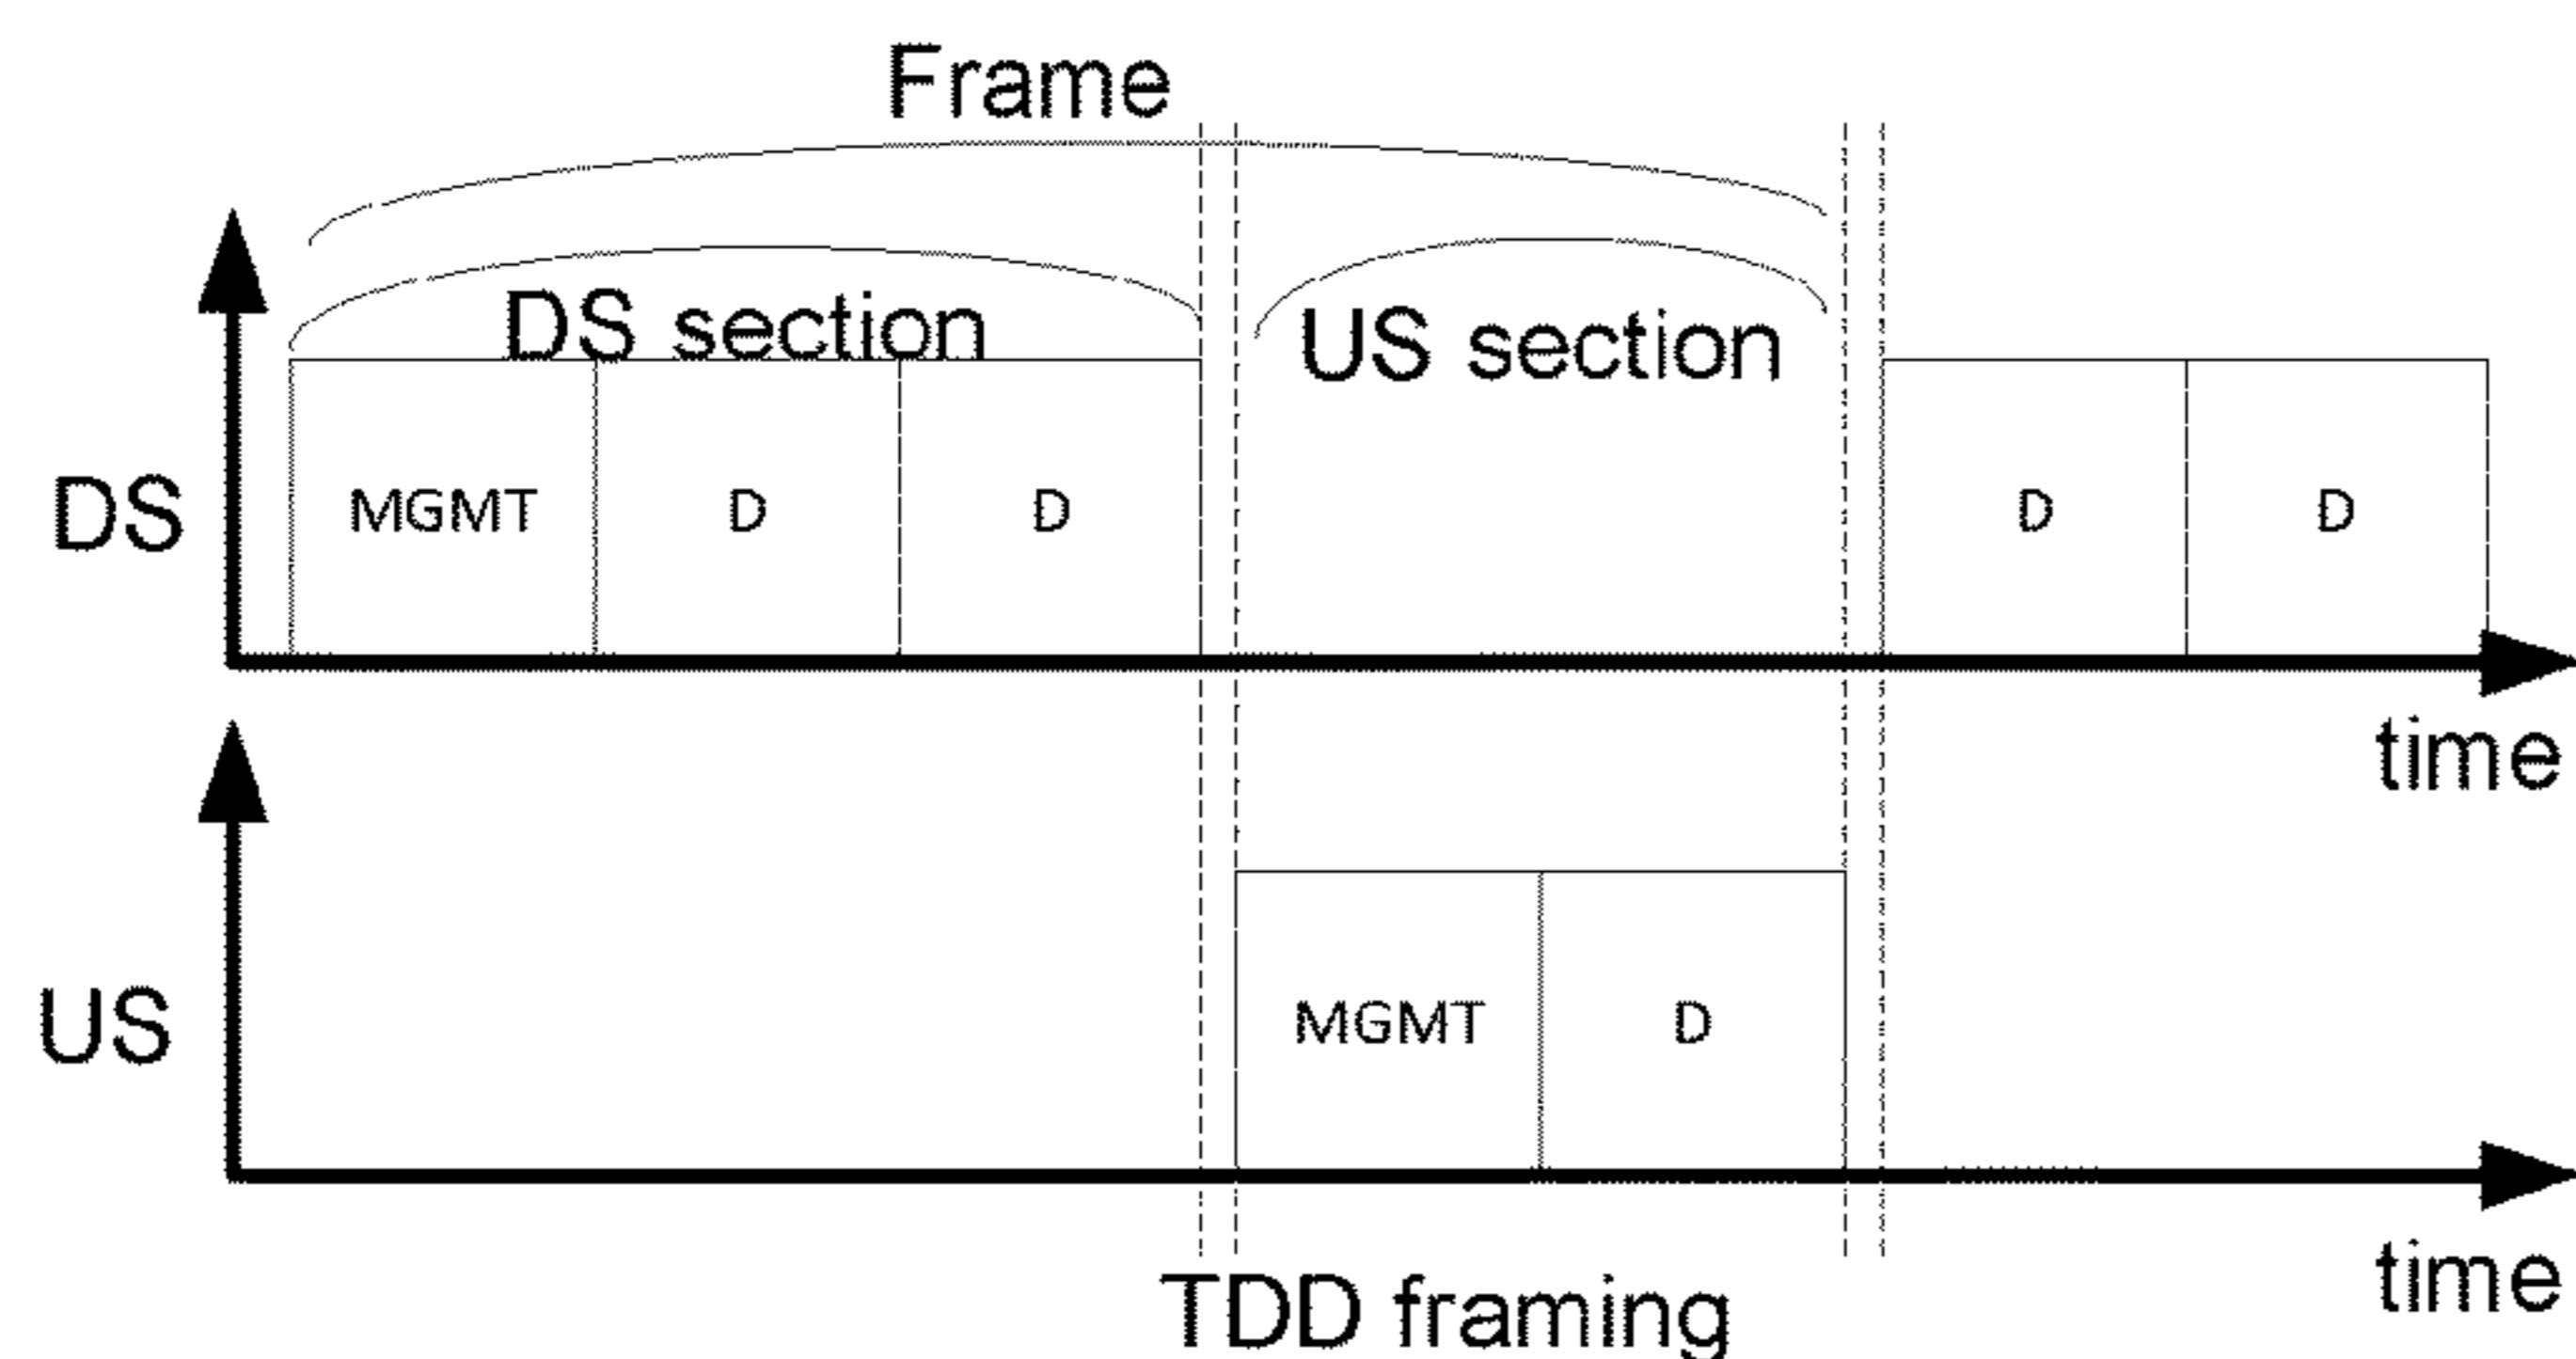 Frame
DS section
US section
DS
MGMT
D
D
D
D
time
US
MGMT
D
time
TDD framing